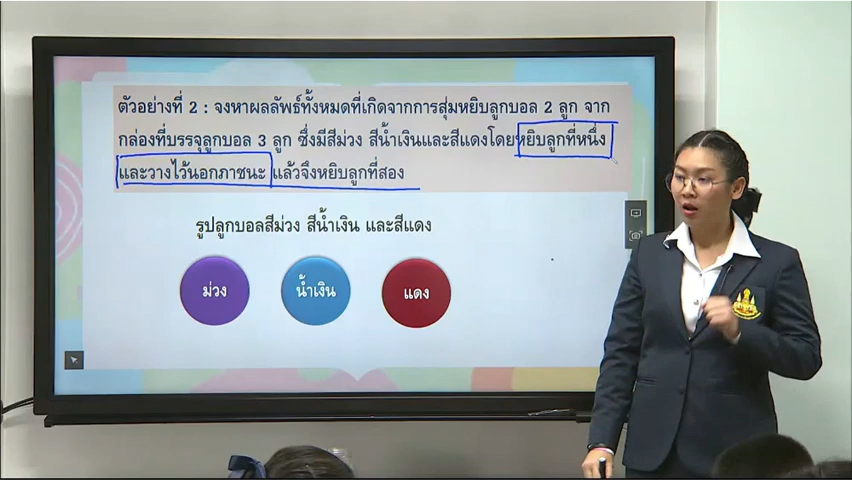 ตัวอย่างที่ 2 : จงหาผลลัพธ์ทั้งหมดที่เกิดจากการสุ่มหยิบลูกบอล 2 ลูก จาก
กล่องที่บรรจุลูกบอล 3 ลูก ซึ่งมีสีม่วง สีน้ำเงินและสีแดงโดยหยิบลูกที่หนึ่ง
และวางไว้นอกภาชนะ แล้วจึงหยิบลูกที่สอง
รูปลูกบอลสีม่วง สีน้ำเงิน และสีแดง
ม่วง น้ำเงิน แดง